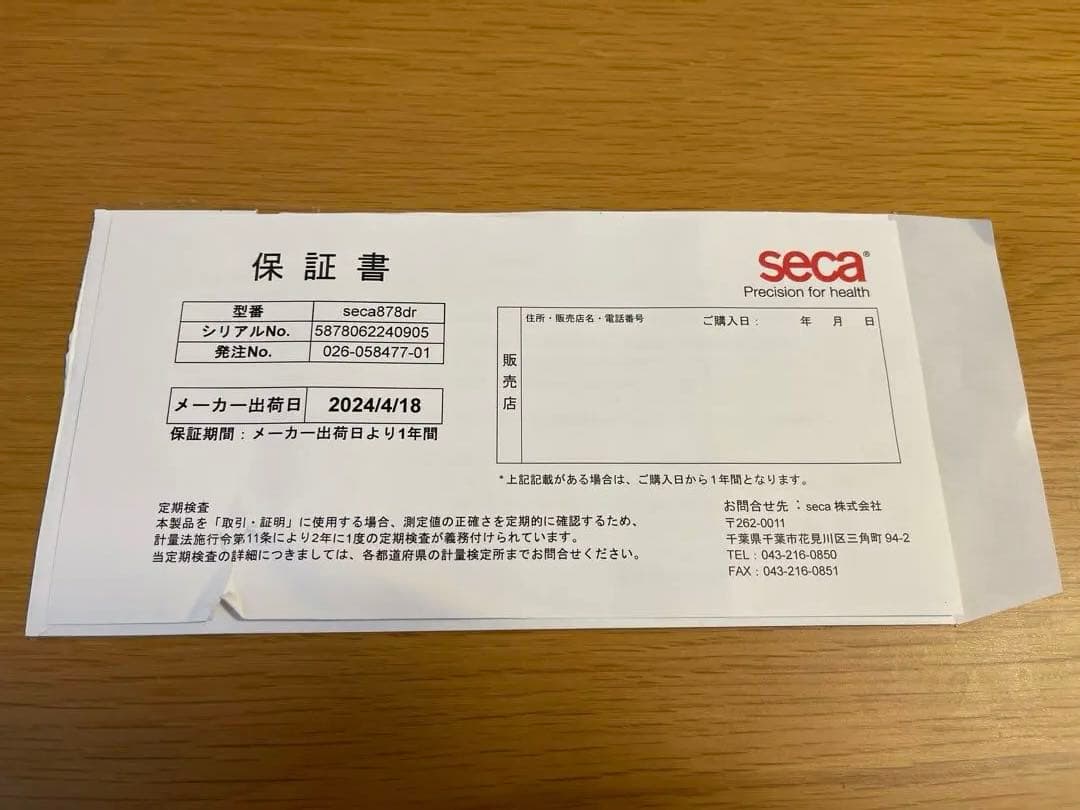 保証書
型番 seca878dr
シリアルNo. 5878062240905
発注No. 026-058477-01
メーカー出荷日 2024/4/18
保証期間：メーカー出荷日より1年間
seca®
Precision for health
住所・販売店名・電話番号 ご購入日： 年 月 日
販売店
*上記記載がある場合は、ご購入日から1年間となります。
定期検査
本製品を「取引・証明」に使用する場合、測定値の正確さを定期的に確認するため、
計量法施行令第11条により2年に1度の定期検査が義務付けられています。
当定期検査の詳細につきましては、各都道府県の計量検定所までお問合せください。
お問合せ先：seca 株式会社
〒262-0011
千葉県千葉市花見川区三角町 94-2
TEL：043-216-0850
FAX：043-216-0851